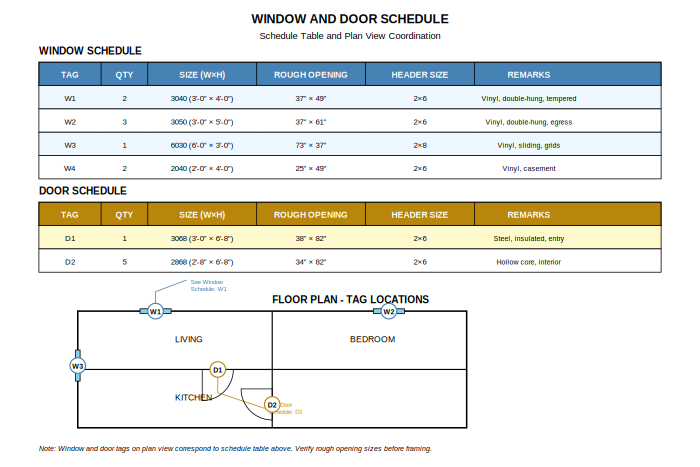 WINDOW AND DOOR SCHEDULE
Schedule Table and Plan View Coordination
WINDOW SCHEDULE
TAG QTY SIZE (W×H) ROUGH OPENING HEADER SIZE REMARKS
W1 2 3040 (3'-0" × 4'-0") 37" × 49" 2×6 Vinyl, double-hung, tempered
W2 3 3050 (3'-0" × 5'-0") 37" × 61" 2×6 Vinyl, double-hung, egress
W3 1 6030 (6'-0" × 3'-0") 73" × 37" 2×8 Vinyl, sliding, grids
W4 2 2040 (2'-0" × 4'-0") 25" × 49" 2×6 Vinyl, casement
DOOR SCHEDULE
TAG QTY SIZE (W×H) ROUGH OPENING HEADER SIZE REMARKS
D1 1 3068 (3'-0" × 6'-8") 38" × 82" 2×6 Steel, insulated, entry
D2 5 2868 (2'-8" × 6'-8") 34" × 82" 2×6 Hollow core, interior
See Window
Schedule: W1
FLOOR PLAN - TAG LOCATIONS
W1
W2
LIVING
BEDROOM
W3
D1
KITCHEN
D2
Door
D1
Note: Window and door tags on plan view correspond to schedule table above. Verify rough opening sizes before framing.